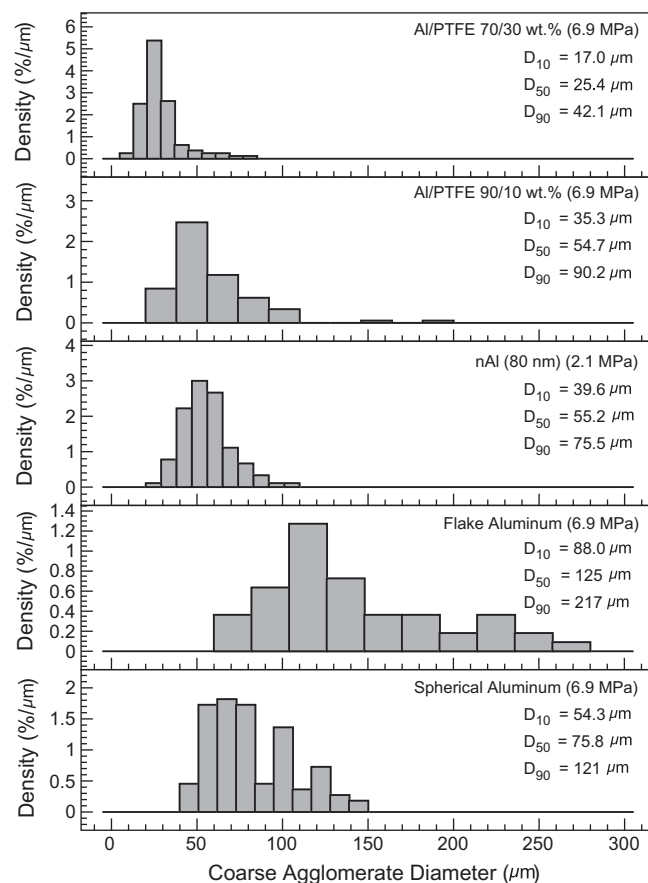 Density (%/μm)
6
5
4
3
2
1
0
Al/PTFE 70/30 wt.% (6.9 MPa)
D10 = 17.0 μm
D50 = 25.4 μm
D90 = 42.1 μm
Density (%/μm)
3
2
1
0
Al/PTFE 90/10 wt.% (6.9 MPa)
D10 = 35.3 μm
D50 = 54.7 μm
D90 = 90.2 μm
Density (%/μm)
4
3
2
1
0
nAl (80 nm) (2.1 MPa)
D10 = 39.6 μm
D50 = 55.2 μm
D90 = 75.5 μm
Density (%/μm)
1.4
1.2
1
0.8
0.6
0.4
0.2
0
Flake Aluminum (6.9 MPa)
D10 = 88.0 μm
D50 = 125 μm
D90 = 217 μm
Density (%/μm)
2
1.5
1
0.5
0
Spherical Aluminum (6.9 MPa)
D10 = 54.3 μm
D50 = 75.8 μm
D90 = 121 μm
0 50 100 150 200 250 300
Coarse Agglomerate Diameter (μm)